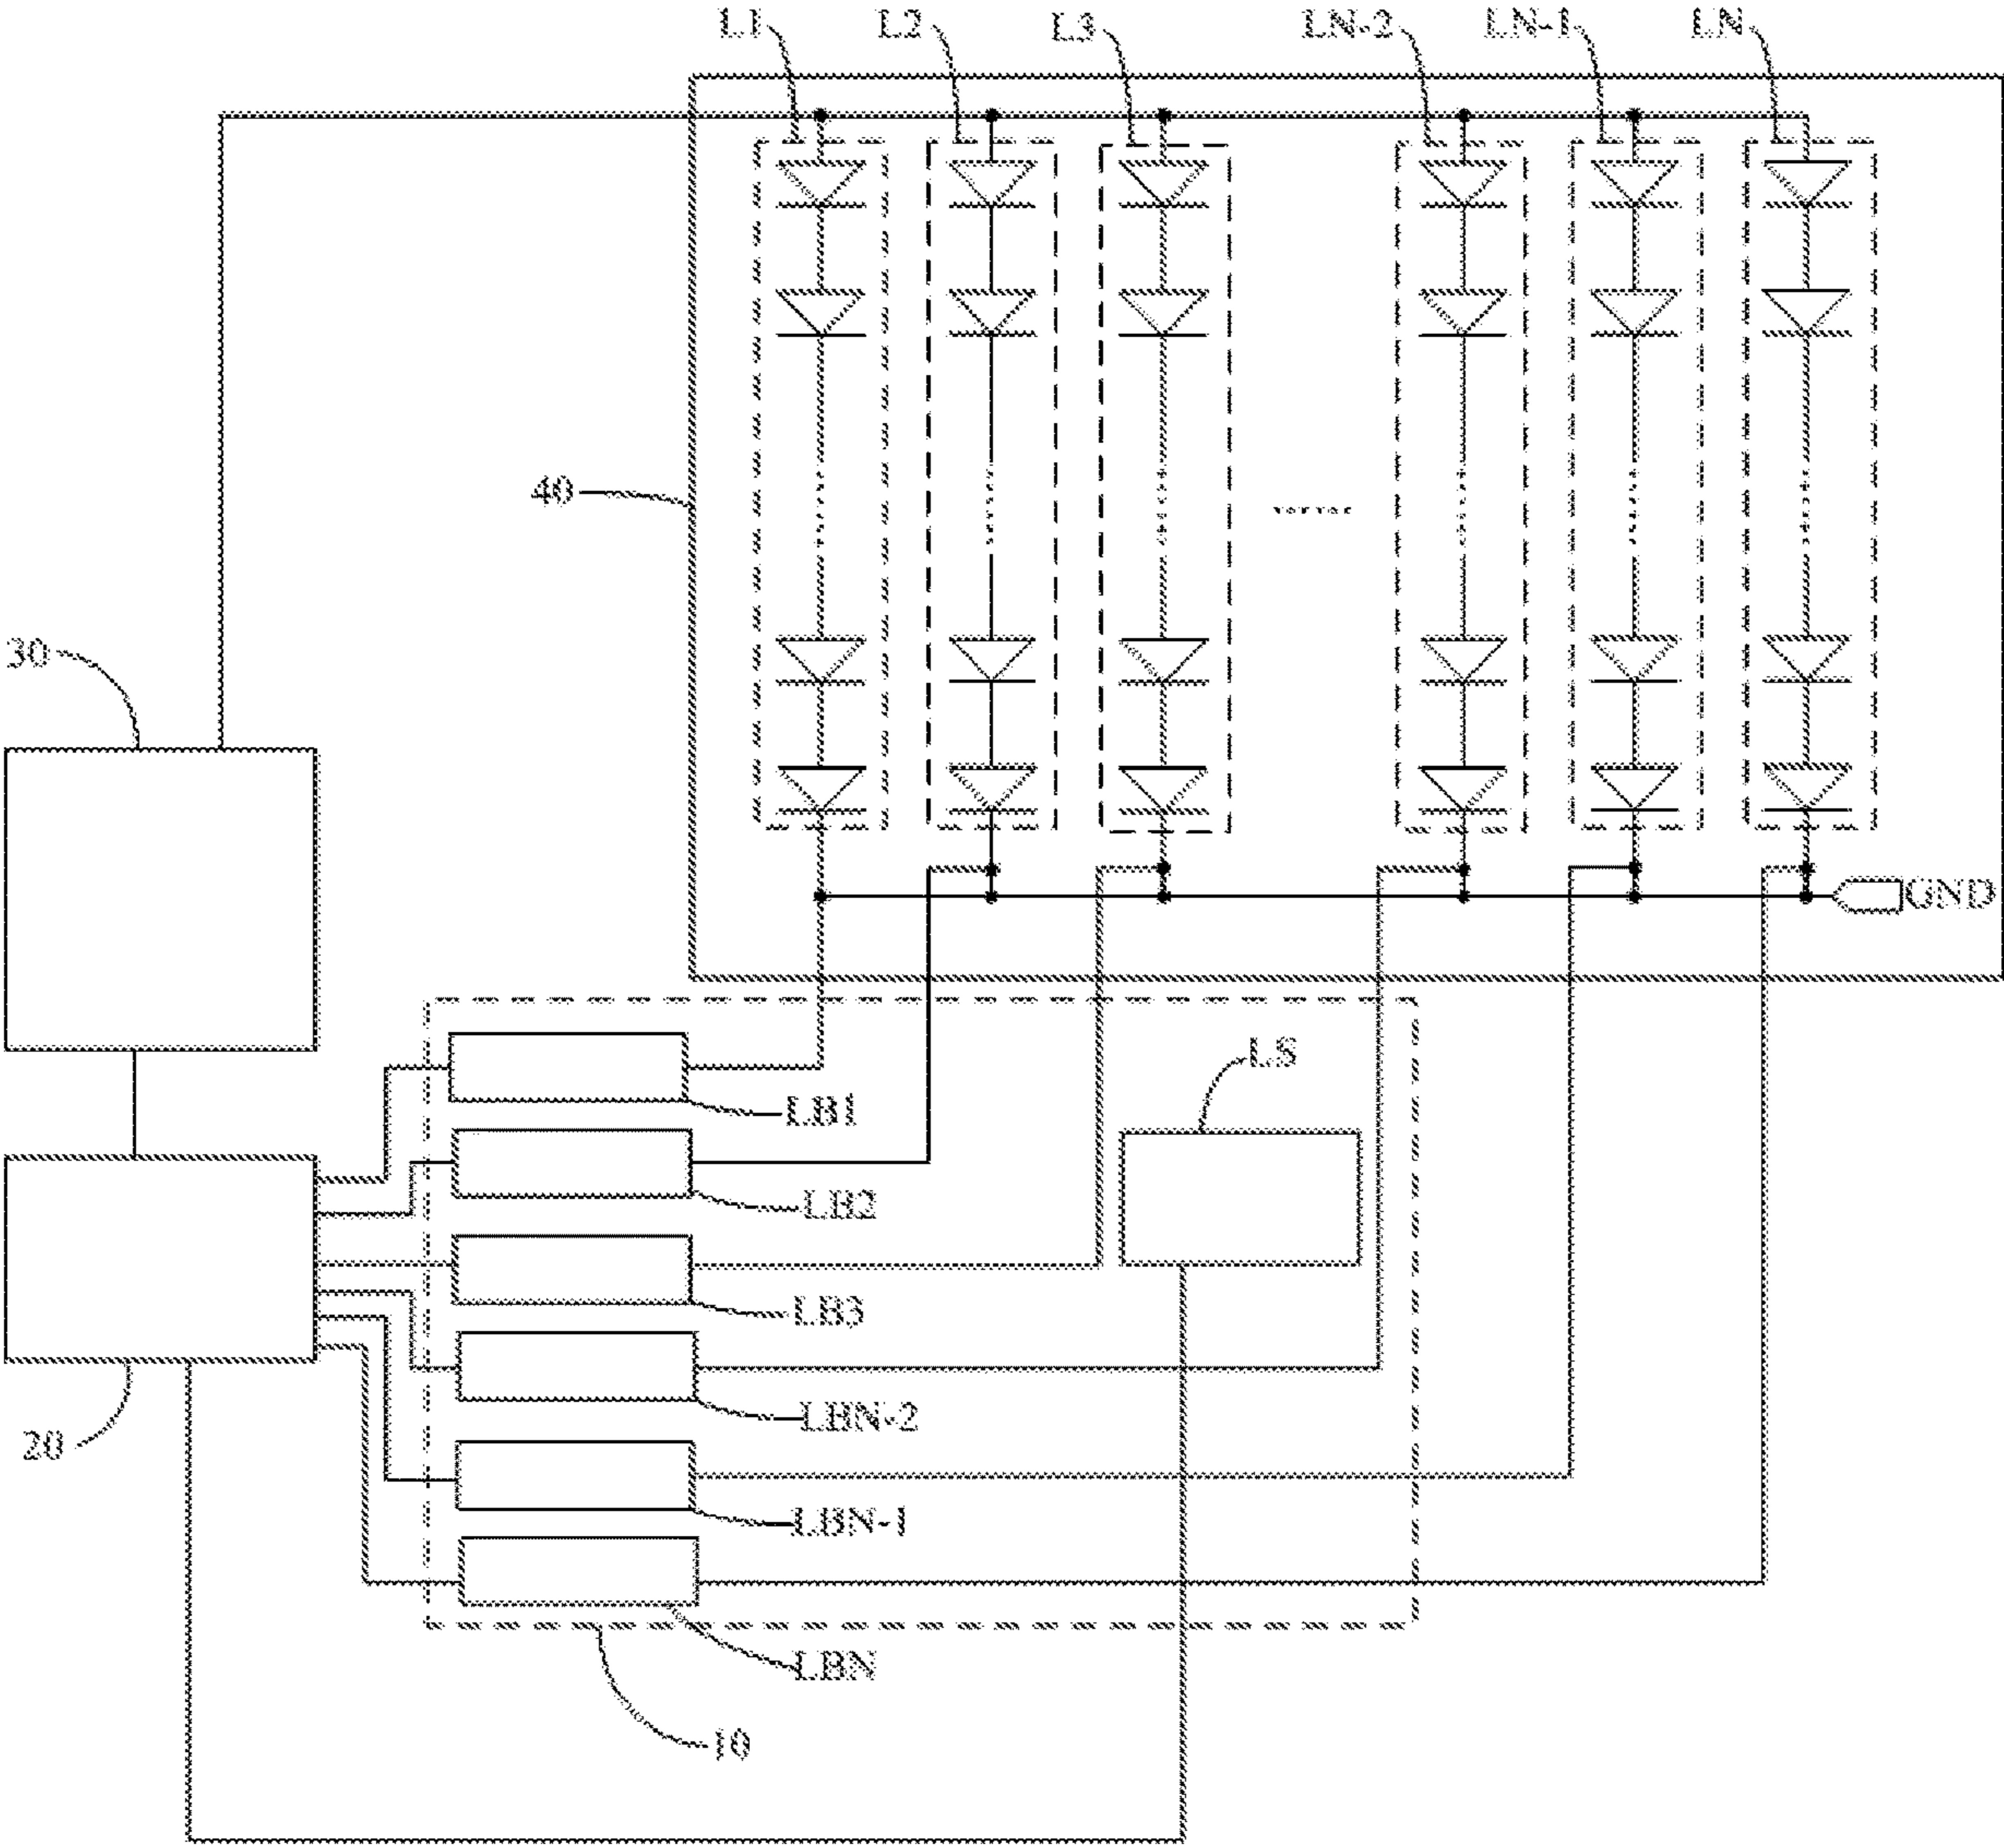 L1 L2 L3 LN-2 LN-1 LN
40
30
GND
LS
LB1
LB2
LB3
LBN-2
20
LBN-1
LBN
10